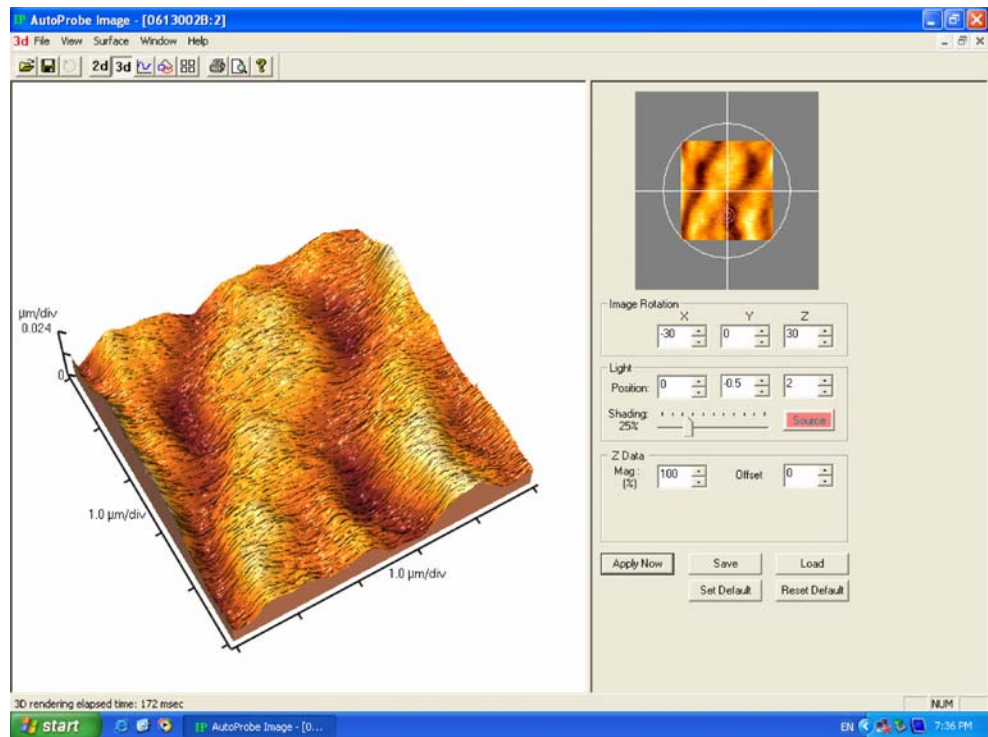 IP AutoProbe Image - [0613002B:2]
3d File View Surface Window Help
2d 3d
µm/div
0.024
0
1.0 µm/div
1.0 µm/div
Image Rotation
X Y Z
-30 0 30
Light
Position: 0 -0.5 2
Shading:
25%
Source
Z Data
Mag : 100 Offset 0
(%)
Apply Now Save Load
Set Default Reset Default
3D rendering elapsed time: 172 msec NUM
start IP AutoProbe Image - [0... EN 7:36 PM